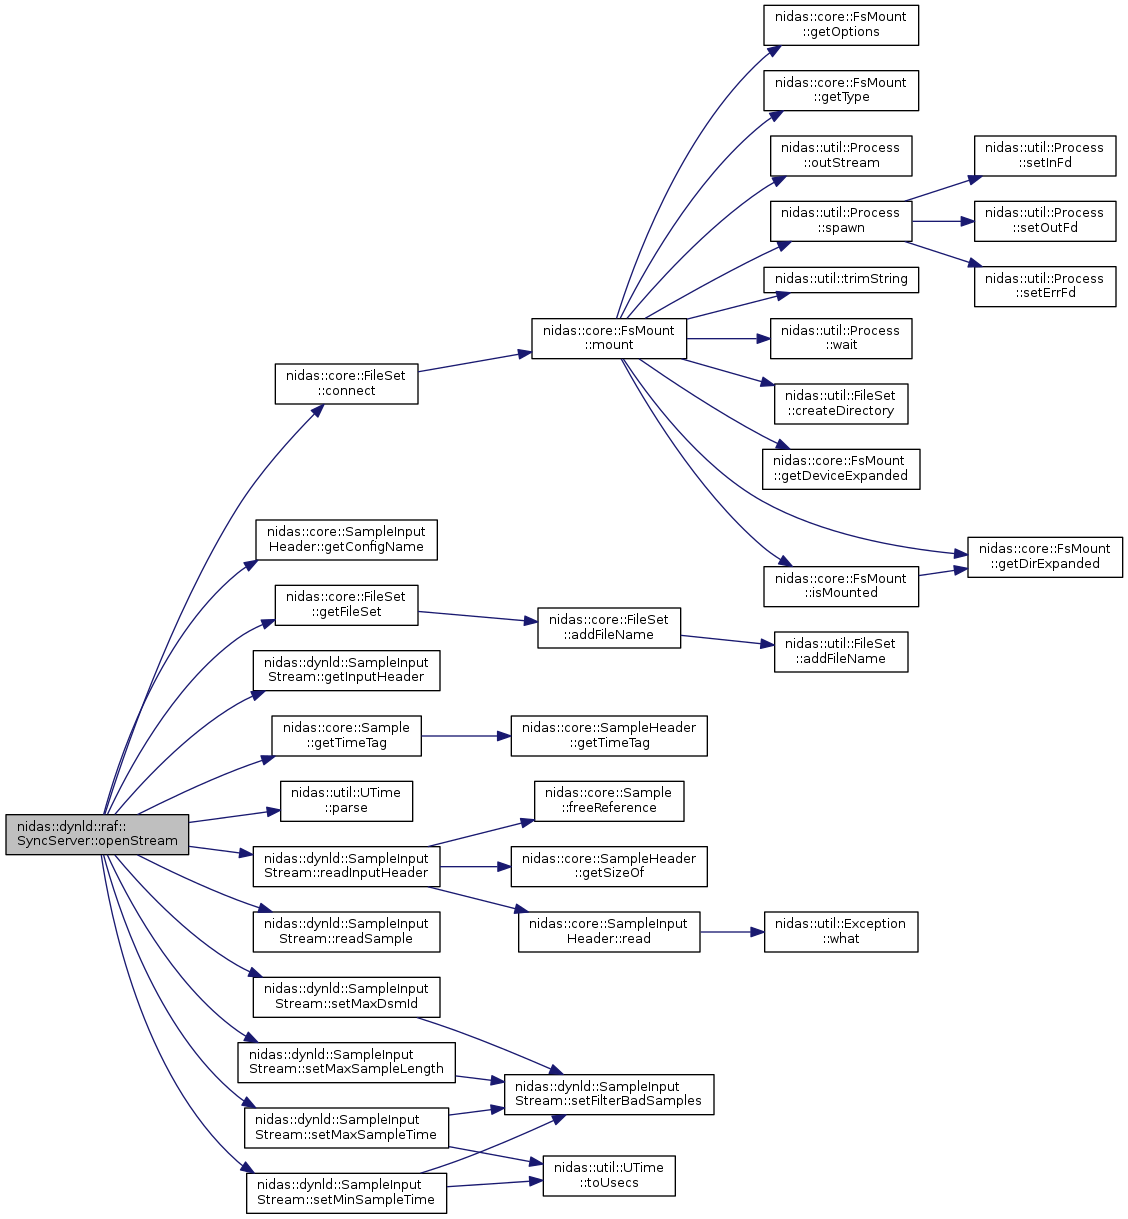 nidas::core::FsMount
::getOptions
nidas::core::FsMount
::getType
nidas::util::Process
::outStream
nidas::util::Process
::setInFd
nidas::util::Process
::spawn
nidas::util::Process
::setOutFd
nidas::util::trimString
nidas::util::Process
::setErrFd
nidas::core::FsMount
::mount
nidas::util::Process
::wait
nidas::core::FileSet
::connect
nidas::util::FileSet
::createDirectory
nidas::core::FsMount
::getDeviceExpanded
nidas::core::SampleInput
Header::getConfigName
nidas::core::FsMount
::getDirExpanded
nidas::core::FsMount
::isMounted
nidas::core::FileSet
::getFileSet
nidas::core::FileSet
::addFileName
nidas::util::FileSet
::addFileName
nidas::dynld::SampleInput
Stream::getInputHeader
nidas::core::Sample
::getTimeTag
nidas::core::SampleHeader
::getTimeTag
nidas::util::UTime
::parse
nidas::core::Sample
::freeReference
nidas::dynld::raf::
SyncServer::openStream
nidas::dynld::SampleInput
Stream::readInputHeader
nidas::core::SampleHeader
::getSizeOf
nidas::dynld::SampleInput
Stream::readSample
nidas::core::SampleInput
Header::read
nidas::util::Exception
::what
nidas::dynld::SampleInput
Stream::setMaxDsmId
nidas::dynld::SampleInput
Stream::setMaxSampleLength
nidas::dynld::SampleInput
Stream::setFilterBadSamples
nidas::dynld::SampleInput
Stream::setMaxSampleTime
nidas::util::UTime
::toUsecs
nidas::dynld::SampleInput
Stream::setMinSampleTime